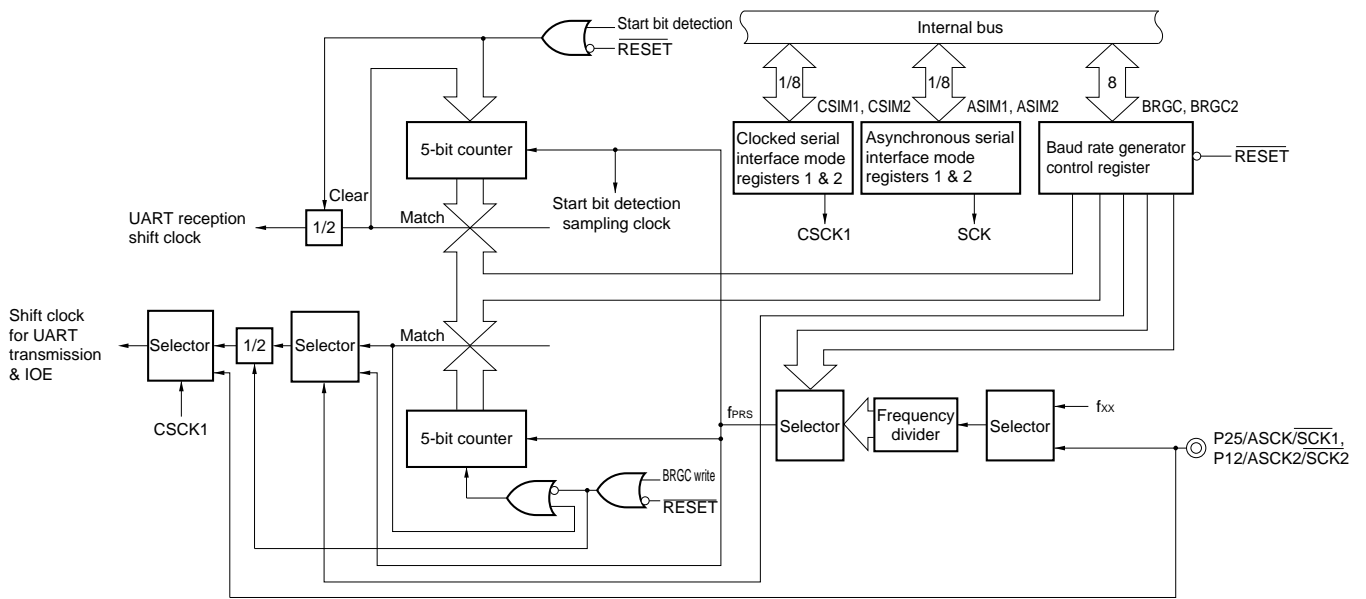 Start bit detection
RESET
Internal bus
1/8
1/8
8
CSIM1, CSIM2
ASIM1, ASIM2
BRGC, BRGC2
5-bit counter
Clocked serial
interface mode
registers 1 & 2
Asynchronous serial
interface mode
registers 1 & 2
Baud rate generator
control register
RESET
Clear
Match
UART reception
shift clock
1/2
Start bit detection
sampling clock
CSCK1
SCK
Shift clock
for UART
transmission
& IOE
Selector
1/2
Selector
Match
CSCK1
5-bit counter
fPRS
Selector
Frequency
divider
Selector
fXX
P25/ASCK/SCK1,
P12/ASCK2/SCK2
BRGC write
RESET